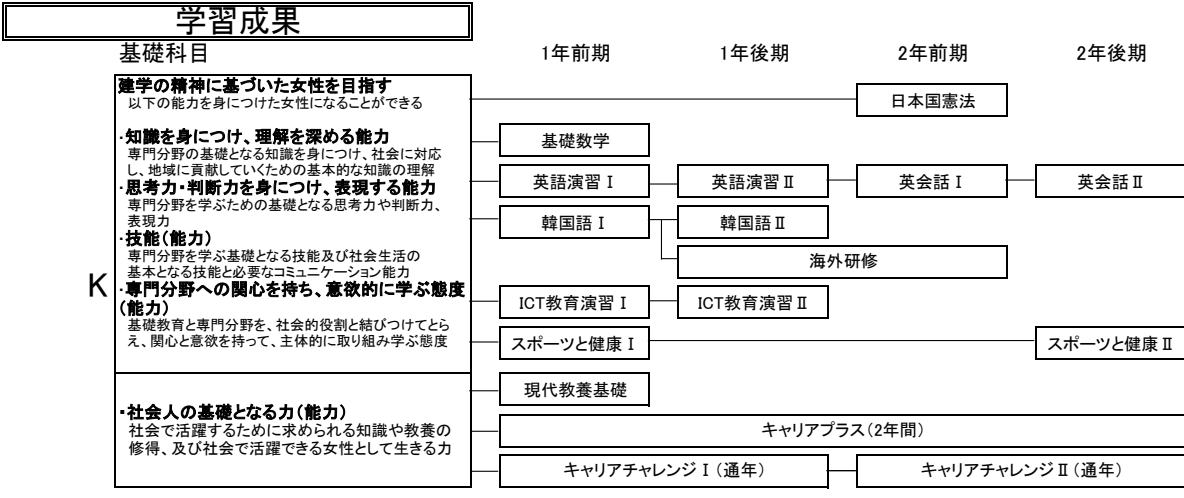 学習成果
基礎科目 1年前期 1年後期 2年前期 2年後期
建学の精神に基づいた女性を目指す
以下の能力を身につけた女性になることができる
日本国憲法
・知識を身につけ、理解を深める能力
専門分野の基礎となる知識を身につけ、社会に対応
し、地域に貢献していくための基本的な知識の理解
基礎数学
・思考力・判断力を身につけ、表現する能力
専門分野を学ぶための基礎となる思考力や判断力、
表現力
英語演習Ⅰ 英語演習Ⅱ 英会話Ⅰ 英会話Ⅱ
韓国語Ⅰ 韓国語Ⅱ
・技能(能力)
専門分野を学ぶ基礎となる技能及び社会生活の
基本となる技能と必要なコミュニケーション能力
海外研修
K
・専門分野への関心を持ち、意欲的に学ぶ態度
(能力)
基礎教育と専門分野を、社会的役割と結びつけてとら
え、関心と意欲を持って、主体的に取り組み学ぶ態度
ICT教育演習Ⅰ ICT教育演習Ⅱ
スポーツと健康Ⅰ スポーツと健康Ⅱ
現代教養基礎
・社会人の基礎となる力(能力)
社会で活躍するために求められる知識や教養の
修得、及び社会で活躍できる女性として生きる力
キャリアプラス(2年間)
キャリアチャレンジⅠ(通年) キャリアチャレンジⅡ(通年)